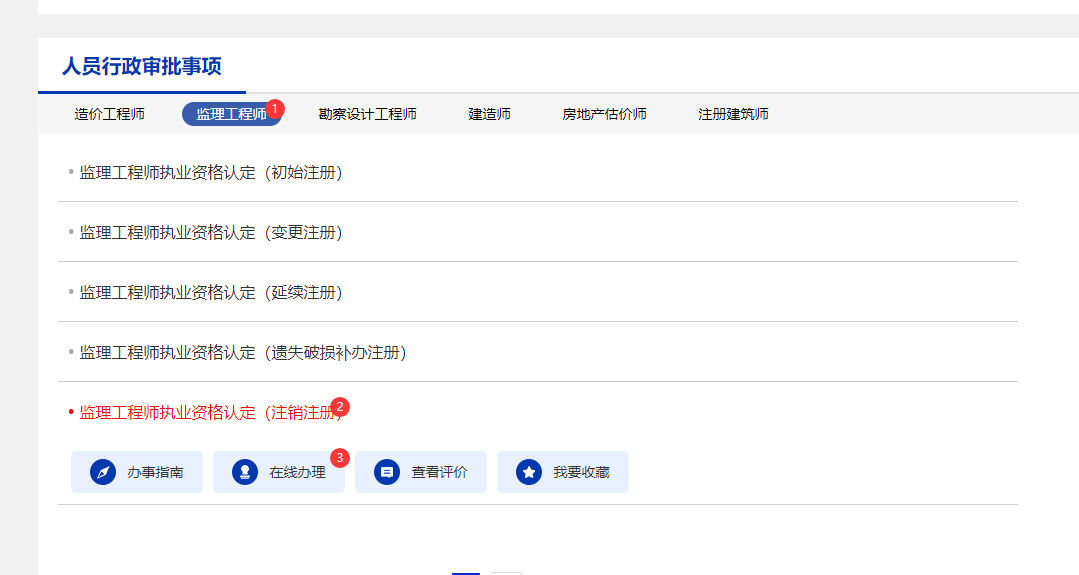 人员行政审批事项
造价工程师 监理工程师 1 勘察设计工程师 建造师 房地产估价师 注册建筑师
监理工程师执业资格认定（初始注册）
监理工程师执业资格认定（变更注册）
监理工程师执业资格认定（延续注册）
监理工程师执业资格认定（遗失破损补办注册）
监理工程师执业资格认定（注销注册） 2
办事指南 在线办理 3 查看评价 我要收藏